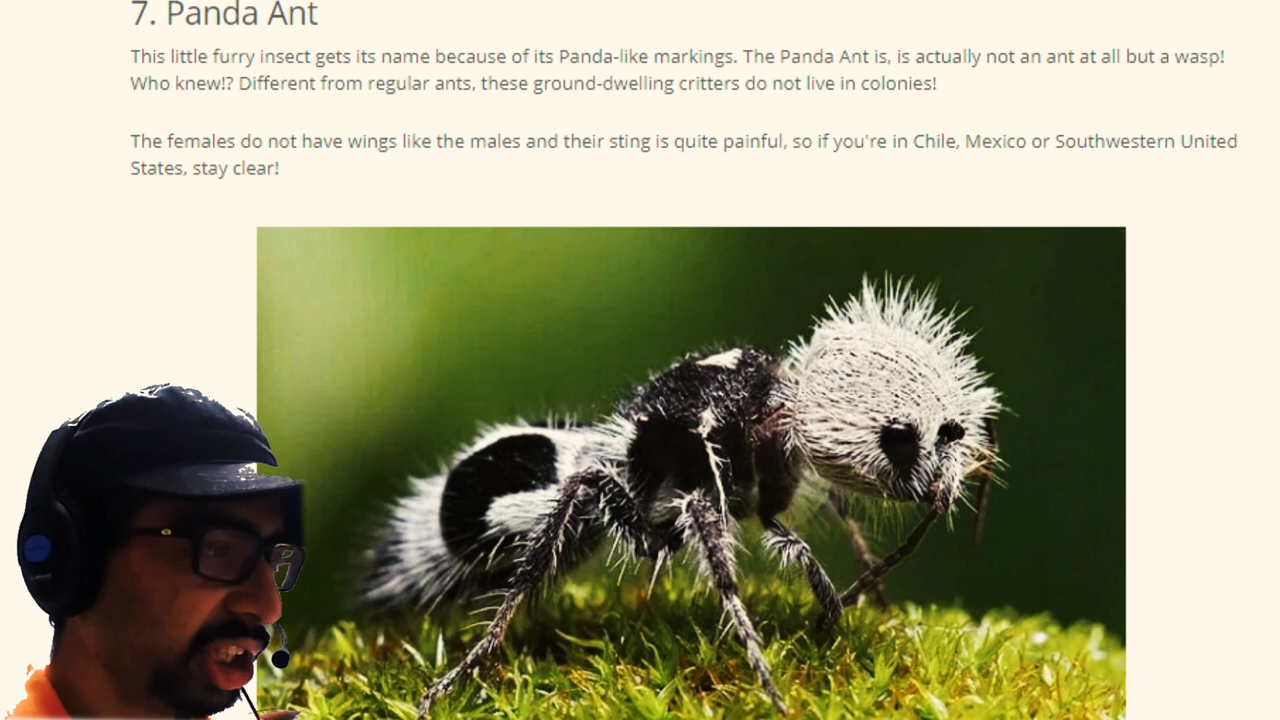 7. Panda Ant
This little furry insect gets its name because of its Panda-like markings. The Panda Ant is, is actually not an ant at all but a wasp!
Who knew!? Different from regular ants, these ground-dwelling critters do not live in colonies!
The females do not have wings like the males and their sting is quite painful, so if you're in Chile, Mexico or Southwestern United
States, stay clear!